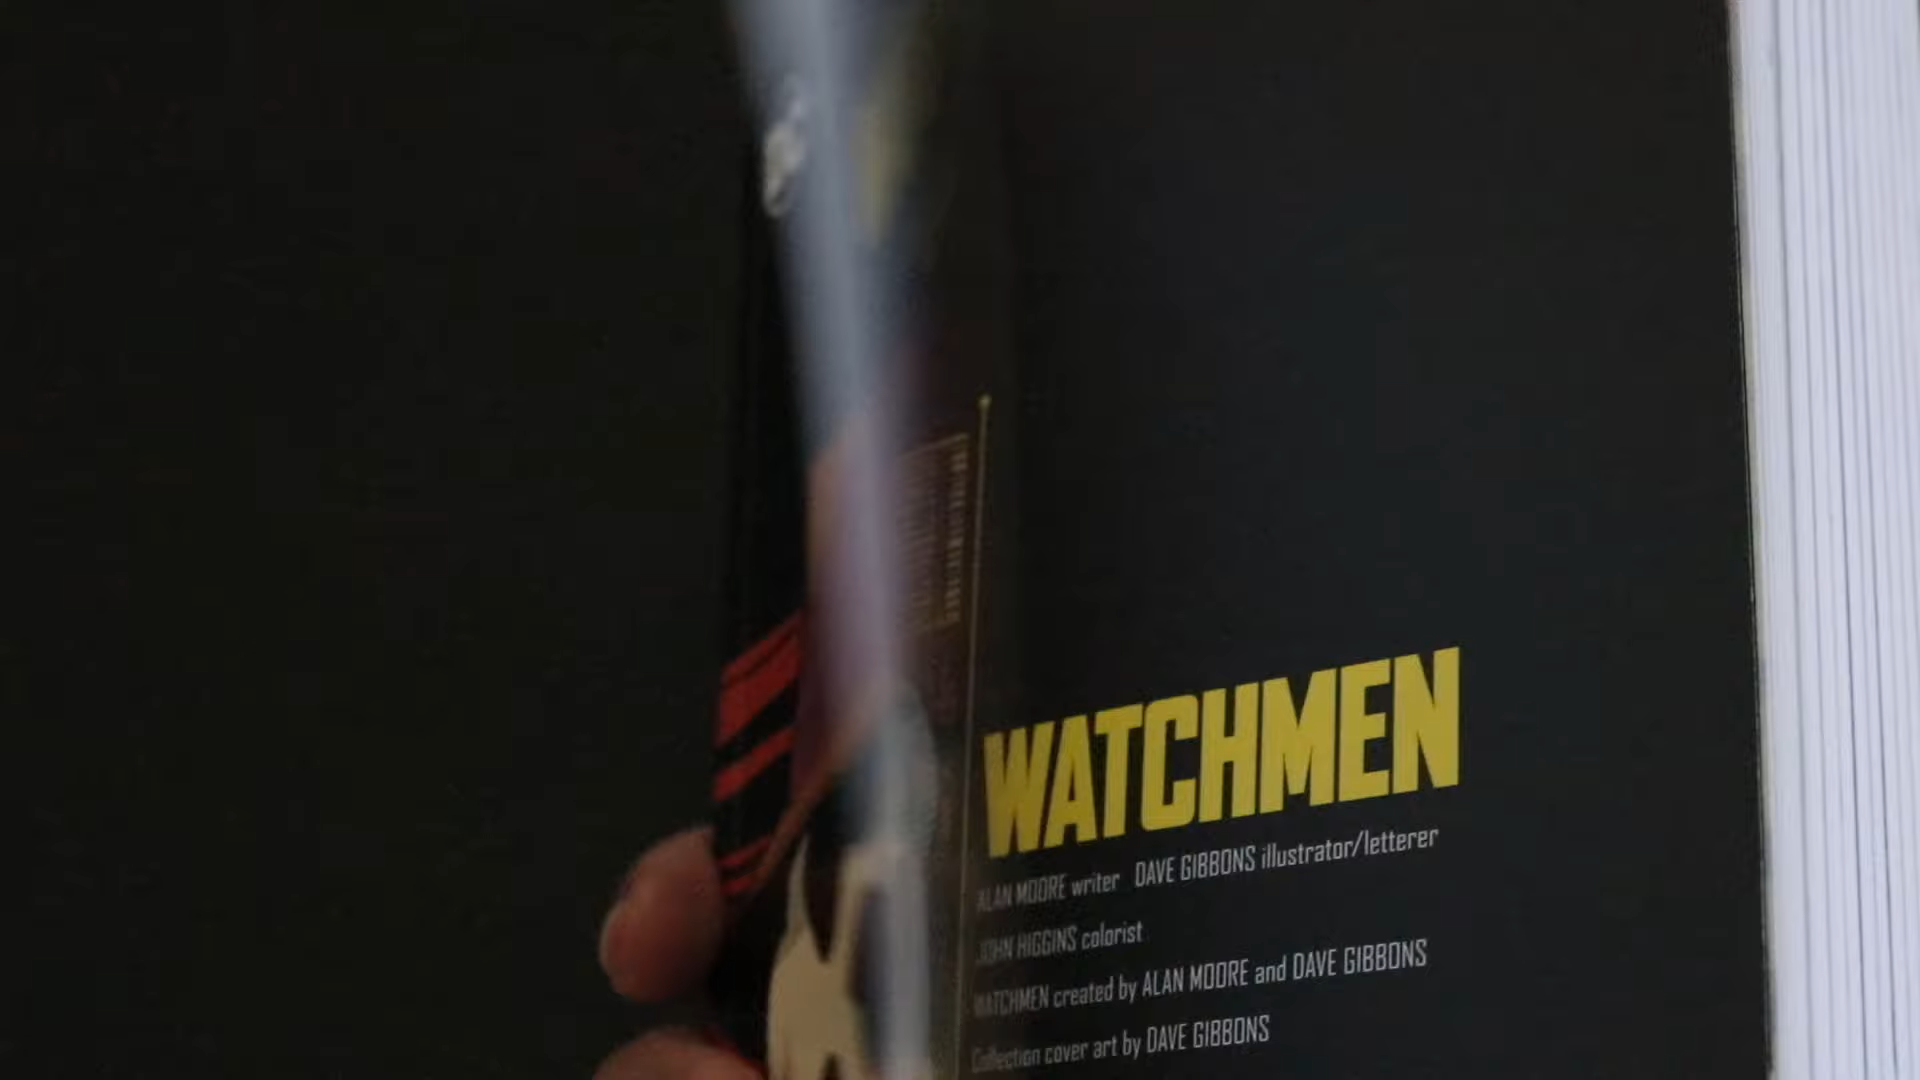 WATCHMEN
ALAN MOORE writer DAVE GIBBONS illustrator/letterer
JOHN HIGGINS colorist
WATCHMEN created by ALAN MOORE and DAVE GIBBONS
Collection cover art by DAVE GIBBONS